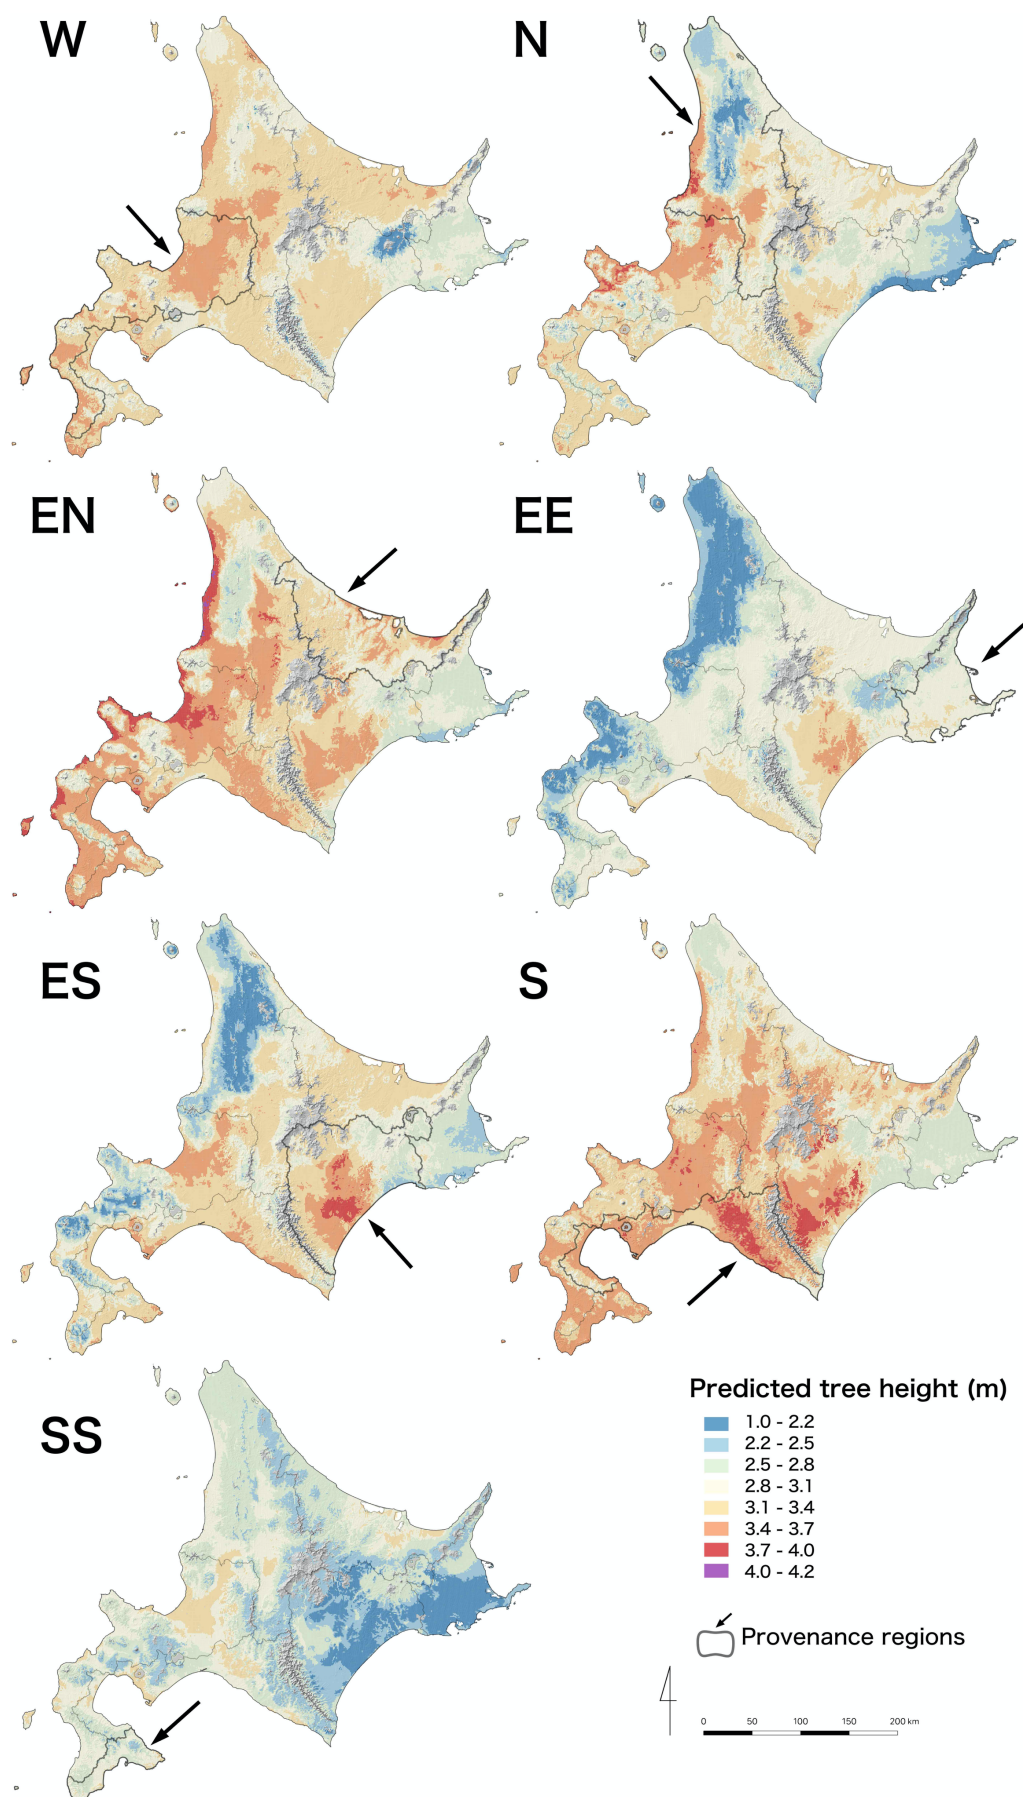 W
N
EN
EE
ES
S
SS
Predicted tree height (m)
1.0 - 2.2
2.2 - 2.5
2.5 - 2.8
2.8 - 3.1
3.1 - 3.4
3.4 - 3.7
3.7 - 4.0
4.0 - 4.2
Provenance regions
0 50 100 150 200 km